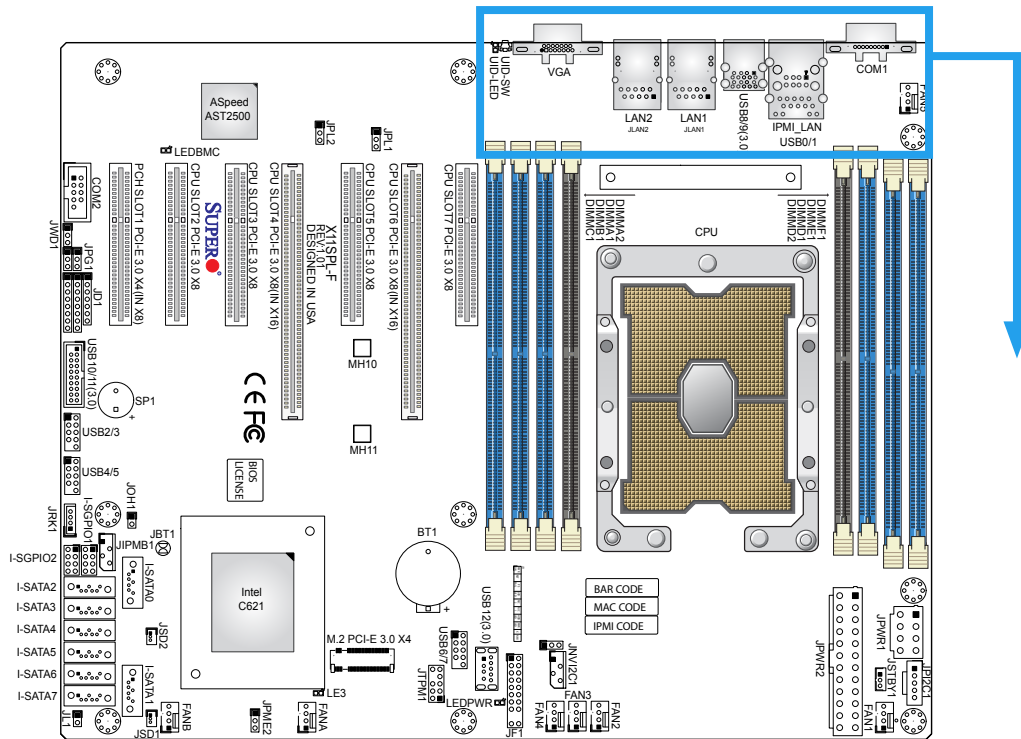 UID-LED
UID-SW
VGA
LAN2
JLAN2
LAN1
JLAN1
USB8/9(3.0
IPMI_LAN
USB0/1
COM1
FAN5
ASpeed
AST2500
JPL2
JPL1
LEDBMC
COM2
JWD1
JPG1
JD1
PCH SLOT1 PCI-E 3.0 X4(IN X8)
CPU SLOT2 PCI-E 3.0 X8
SUPER
CPU SLOT3 PCI-E 3.0 X8
CPU SLOT4 PCI-E 3.0 X8(IN X16)
X11SPL-F
REV:1.0
DESIGNED IN USA
CPU SLOT5 PCI-E 3.0 X8
CPU SLOT6 PCI-E 3.0 X8(IN X16)
CPU SLOT7 PCI-E 3.0 X8
DIMMC1
DIMMB1
DIMMA1
DIMMA2
CPU
DIMMD2
DIMME1
DIMMD1
DIMMF1
USB10/11(3.0)
SP1
+
MH10
MH11
USB2/3
USB4/5
CE FC
BIOS
LICENSE
JRK1
I-SGPIO1
JOH1
JIPMB1
JBT1
I-SGPIO2
I-SATA0
I-SATA2
I-SATA3
I-SATA4
I-SATA5
I-SATA6
I-SATA7
JSD2
I-SATA1
JL1
JSD1
FANB
Intel
C621
BT1
+
M.2 PCI-E 3.0 X4
LE3
JPME2
FANA
USB12(3.0)
USB6/7
JTPM1
LEDPWR
JF1
BAR CODE
MAC CODE
IPMI CODE
JNVI2C1
FAN4
FAN3
FAN2
JPWR2
JPWR1
JSTBY1
JPI2C1
FAN1